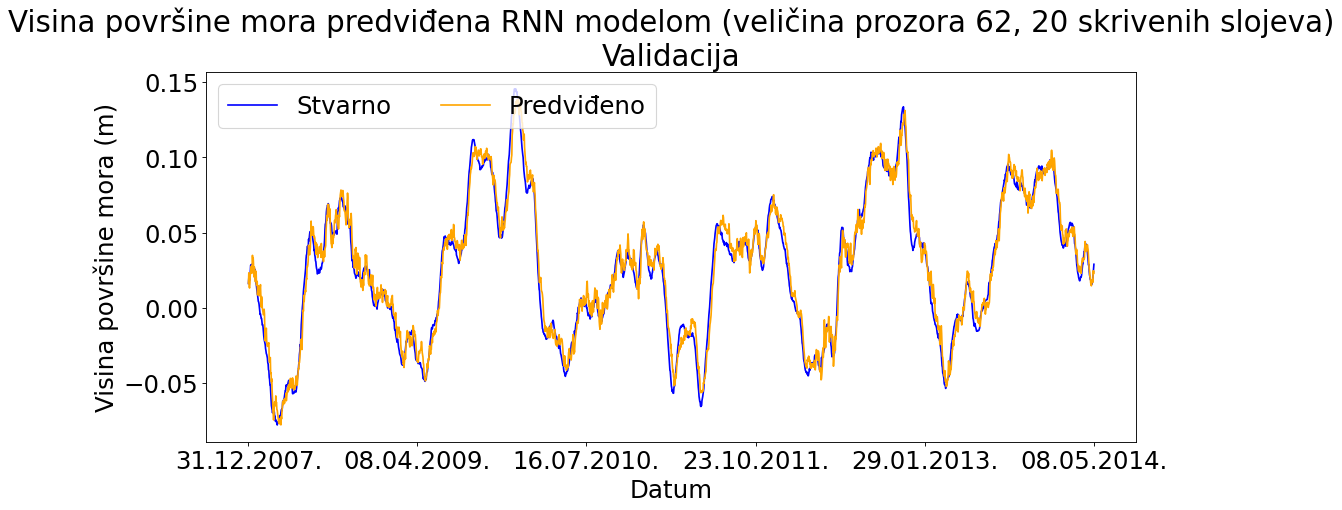 Visina površine mora predviđena RNN modelom (veličina prozora 62, 20 skrivenih slojeva)
Validacija
Stvarno Predviđeno
Visina površine mora (m)
0.15
0.10
0.05
0.00
−0.05
31.12.2007. 08.04.2009. 16.07.2010. 23.10.2011. 29.01.2013. 08.05.2014.
Datum